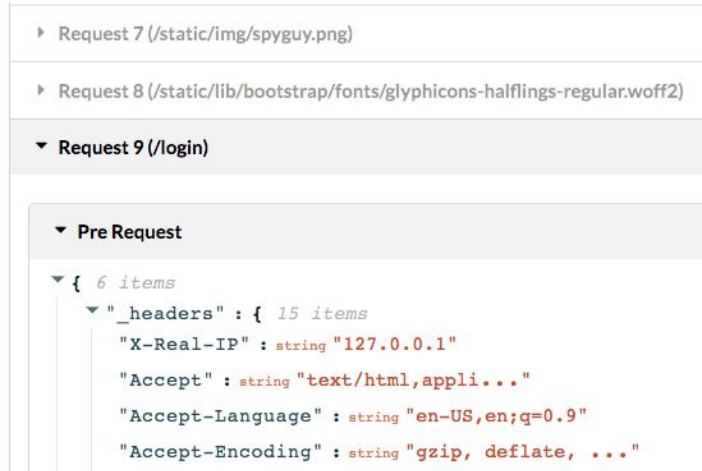 Request 7 (/static/img/spyguy.png)
Request 8 (/static/lib/bootstrap/fonts/glyphicons-halflings-regular.woff2)
Request 9 (/login)
Pre Request
{ 6 items
"_headers" : { 15 items
"X-Real-IP" : string "127.0.0.1"
"Accept" : string "text/html,appli..."
"Accept-Language" : string "en-US,en;q=0.9"
"Accept-Encoding" : string "gzip, deflate, ..."